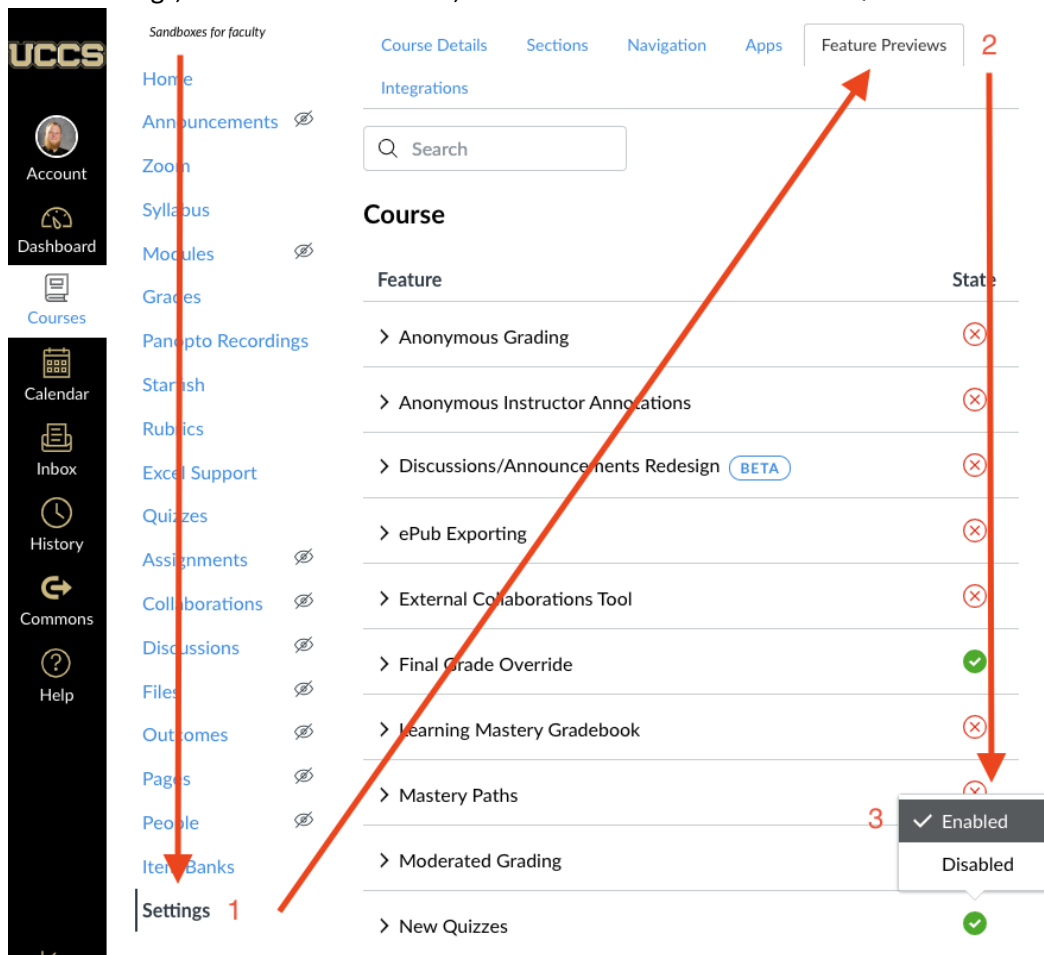 UCCS
Account
Dashboard
Courses
Calendar
Inbox
History
Commons
Help
Sandboxes for faculty
Home
Announcements
Zoom
Syllabus
Modules
Grades
Panopto Recordings
Starfish
Rubrics
Excel Support
Quizzes
Assignments
Collaborations
Discussions
Files
Outcomes
Pages
People
Item Banks
Settings 1
Course Details Sections Navigation Apps Feature Previews 2
Integrations
Search
Course
Feature State
Anonymous Grading
Anonymous Instructor Annotations
Discussions/Announcements Redesign BETA
ePub Exporting
External Collaborations Tool
Final Grade Override
Learning Mastery Gradebook
Mastery Paths
3 Enabled
Disabled
Moderated Grading
New Quizzes